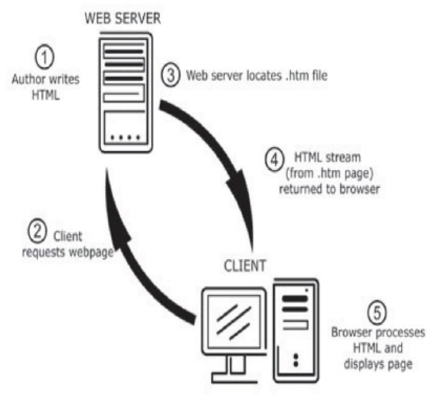 WEB SERVER
1
Author writes
HTML
3 Web server locates .htm file
4 HTML stream
(from .htm page)
returned to browser
2 Client
requests webpage
CLIENT
5
Browser processes
HTML and
displays page